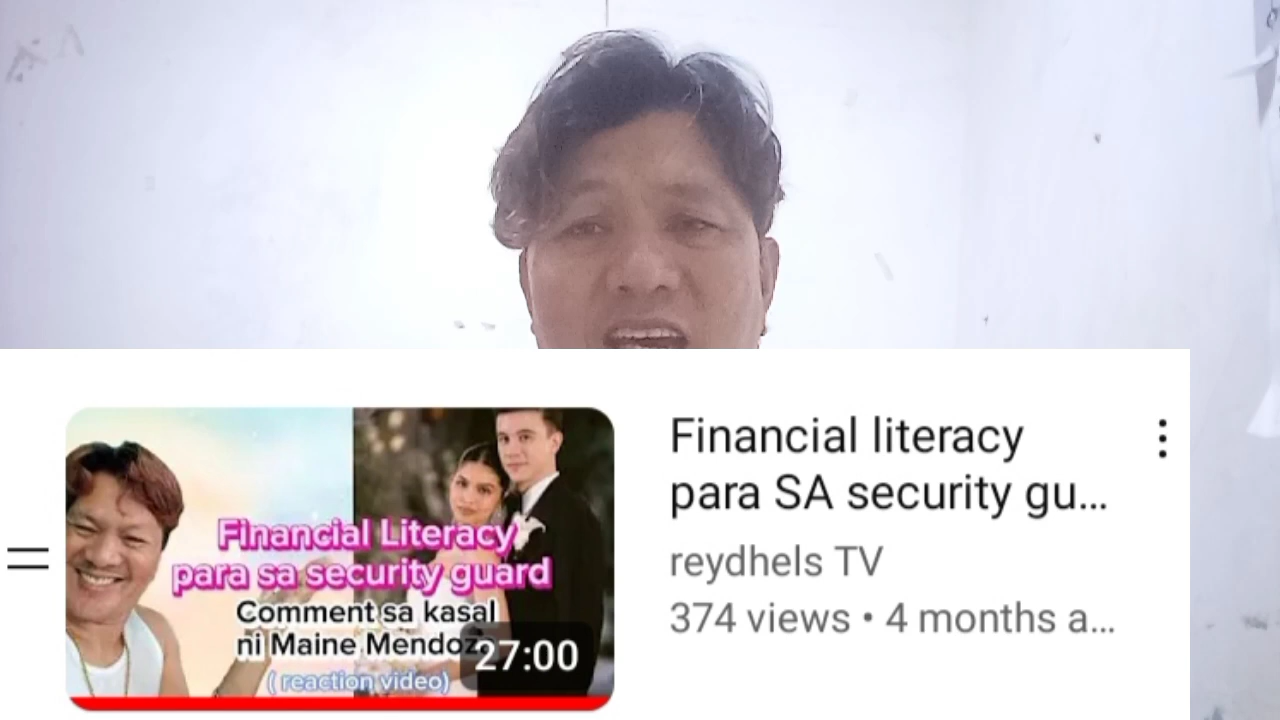 Financial Literacy
para sa security guard
Comment sa kasal
ni Maine Mendoza
( reaction video)
27:00
Financial literacy
para SA security gu...
reydhels TV
374 views • 4 months a...